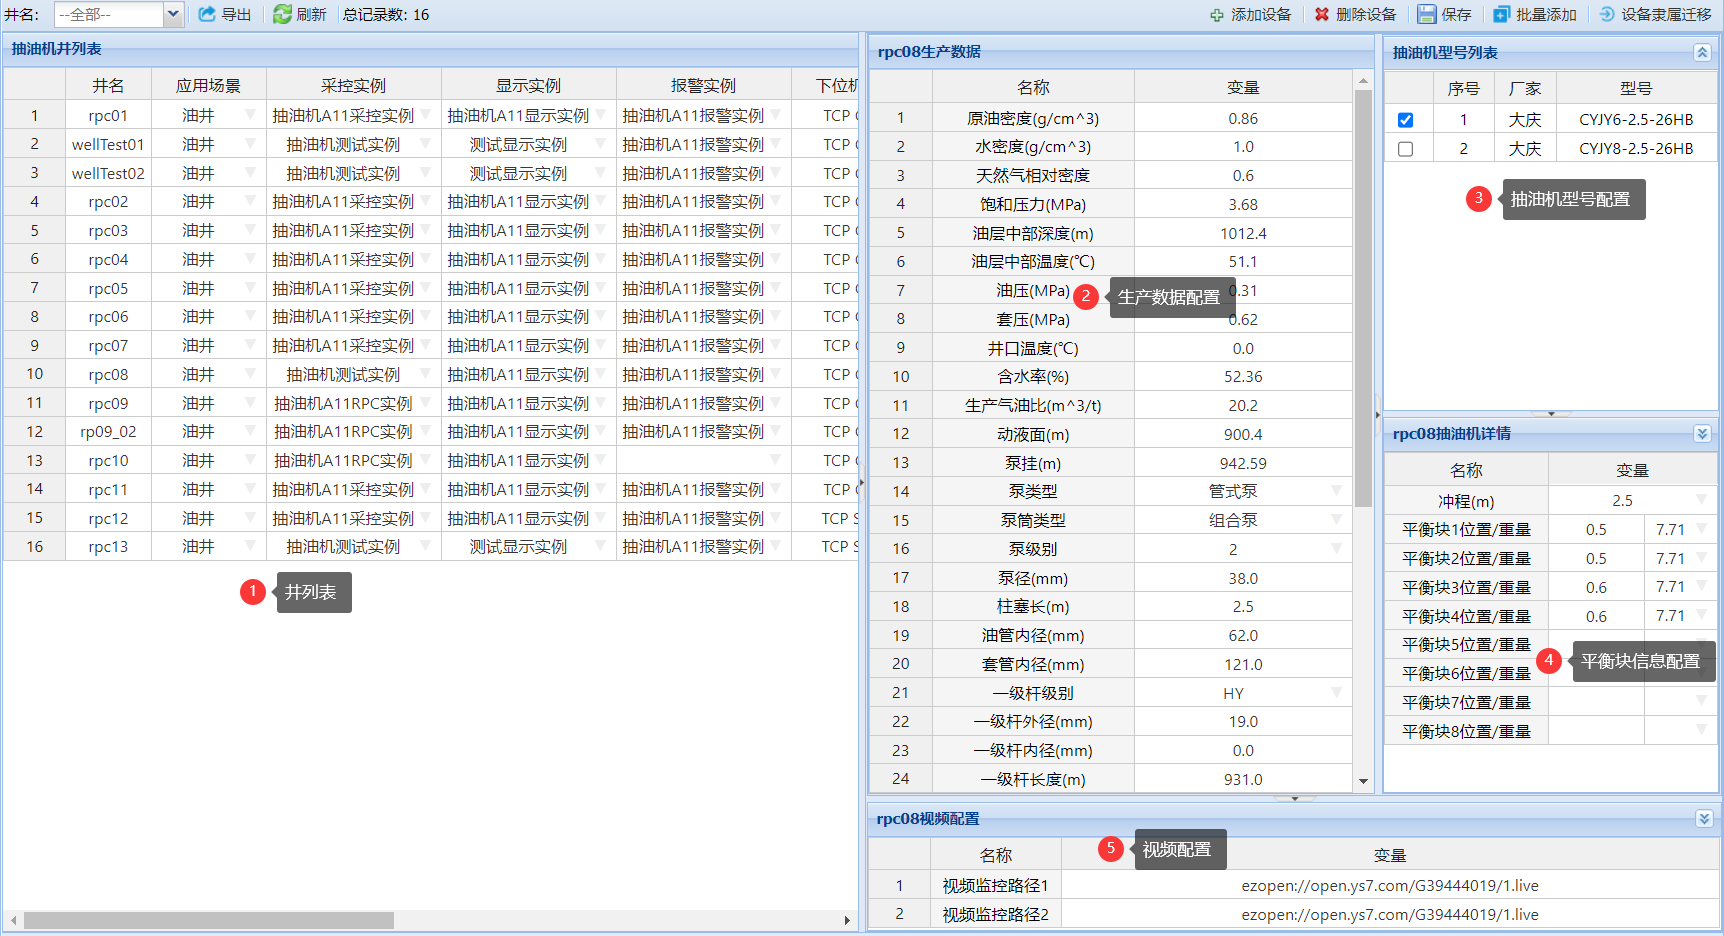 井名: --全部-- 导出 刷新 总记录数: 16 添加设备 删除设备 保存 批量添加 设备隶属迁移
抽油机井列表
井名 应用场景 采控实例 显示实例 报警实例 下位机
1 rpc01 油井 抽油机A11采控实例 抽油机A11显示实例 抽油机A11报警实例 TCP
2 wellTest01 油井 抽油机测试实例 测试显示实例 TCP
3 wellTest02 油井 抽油机测试实例 测试显示实例 TCP
4 rpc02 油井 抽油机A11采控实例 抽油机A11显示实例 抽油机A11报警实例 TCP
5 rpc03 油井 抽油机A11采控实例 抽油机A11显示实例 抽油机A11报警实例 TCP
6 rpc04 油井 抽油机A11采控实例 抽油机A11显示实例 抽油机A11报警实例 TCP
7 rpc05 油井 抽油机A11采控实例 抽油机A11显示实例 抽油机A11报警实例 TCP
8 rpc06 油井 抽油机A11采控实例 抽油机A11显示实例 抽油机A11报警实例 TCP
9 rpc07 油井 抽油机A11采控实例 抽油机A11显示实例 抽油机A11报警实例 TCP
10 rpc08 油井 抽油机测试实例 抽油机A11显示实例 抽油机A11报警实例 TCP
11 rpc09 油井 抽油机A11RPC实例 抽油机A11显示实例 抽油机A11报警实例 TCP
12 rp09_02 油井 抽油机A11RPC实例 抽油机A11显示实例 抽油机A11报警实例 TCP
13 rpc10 油井 抽油机A11RPC实例 抽油机A11显示实例 TCP
14 rpc11 油井 抽油机A11采控实例 抽油机A11显示实例 抽油机A11报警实例 TCP
15 rpc12 油井 抽油机A11采控实例 抽油机A11显示实例 抽油机A11报警实例 TCP S
16 rpc13 油井 抽油机测试实例 测试显示实例 抽油机A11报警实例 TCP S
1 井列表
rpc08生产数据
名称 变量
1 原油密度(g/cm^3) 0.86
2 水密度(g/cm^3) 1.0
3 天然气相对密度 0.6
4 饱和压力(MPa) 3.68
5 油层中部深度(m) 1012.4
6 油层中部温度(℃) 51.1
7 油压(MPa) 0.31
2 生产数据配置
8 套压(MPa) 0.62
9 井口温度(℃) 0.0
10 含水率(%) 52.36
11 生产气油比(m^3/t) 20.2
12 动液面(m) 900.4
13 泵挂(m) 942.59
14 泵类型 管式泵
15 泵筒类型 组合泵
16 泵级别 2
17 泵径(mm) 38.0
18 柱塞长(m) 2.5
19 油管内径(mm) 62.0
20 套管内径(mm) 121.0
21 一级杆级别 HY
22 一级杆外径(mm) 19.0
23 一级杆内径(mm) 0.0
24 一级杆长度(m) 931.0
抽油机型号列表
序号 厂家 型号
1 大庆 CYJY6-2.5-26HB
2 大庆 CYJY8-2.5-26HB
3 抽油机型号配置
rpc08抽油机详情
名称 变量
冲程(m) 2.5
平衡块1位置/重量 0.5 7.71
平衡块2位置/重量 0.5 7.71
平衡块3位置/重量 0.6 7.71
平衡块4位置/重量 0.6 7.71
平衡块5位置/重量
4 平衡块信息配置
平衡块6位置/重量
平衡块7位置/重量
平衡块8位置/重量
rpc08视频配置
5 视频配置
名称 变量
1 视频监控路径1 ezopen://open.ys7.com/G39444019/1.live
2 视频监控路径2 ezopen://open.ys7.com/G39444019/1.live